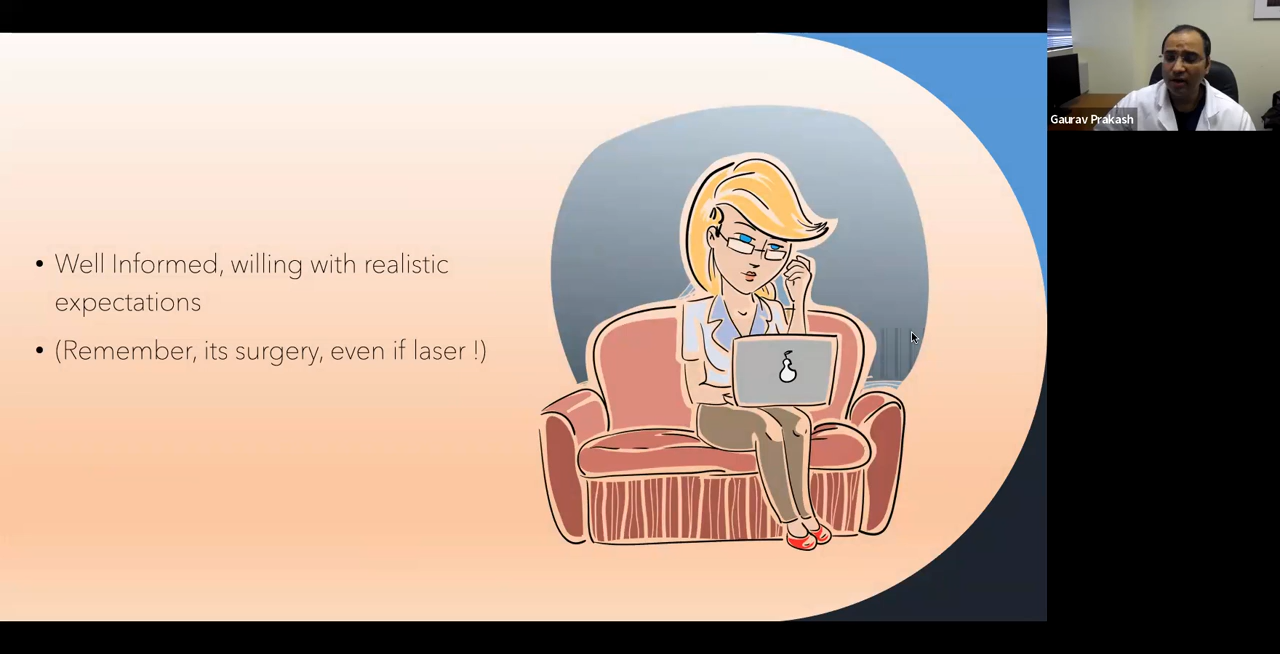 • Well Informed, willing with realistic
expectations
• (Remember, its surgery, even if laser !)
Gaurav Prakash